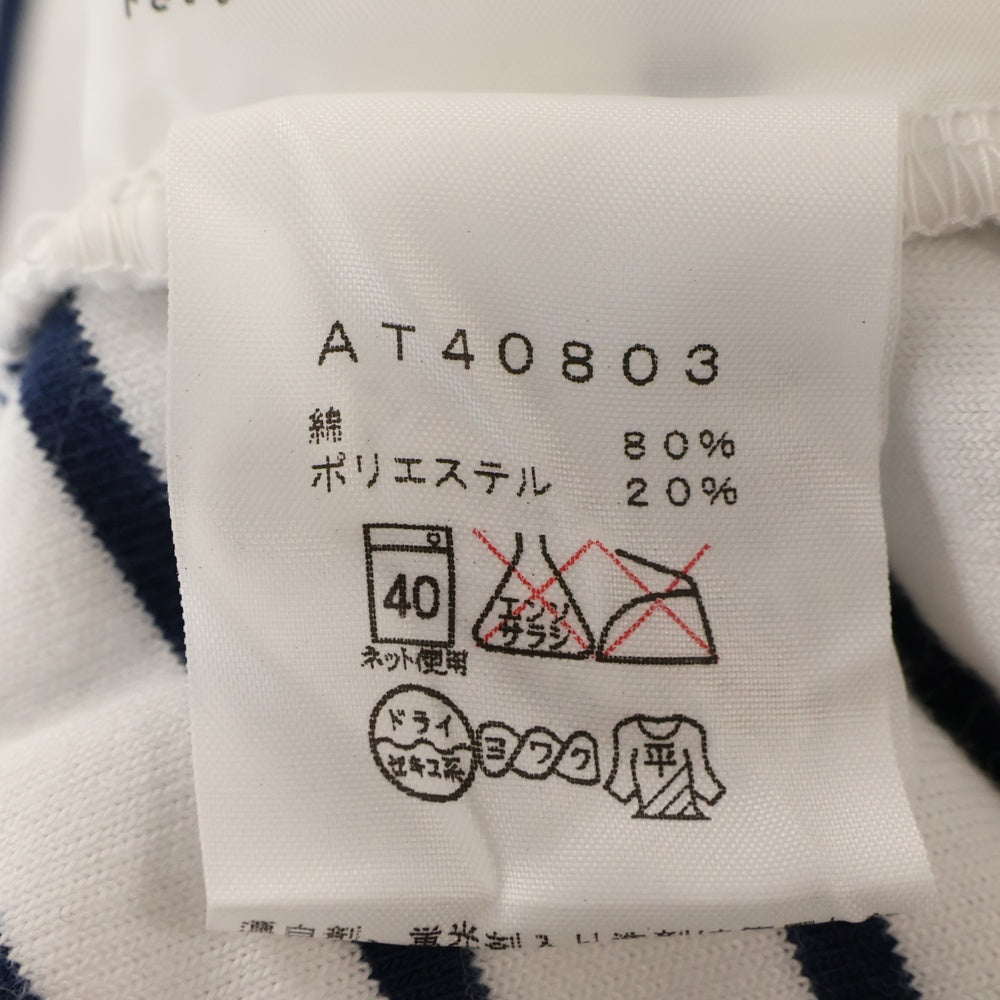 AT40803
綿 80%
ポリエステル 20%
40
ネット使用
エンソ
サラシ
ドライ
セキユ系
ヨワク
平